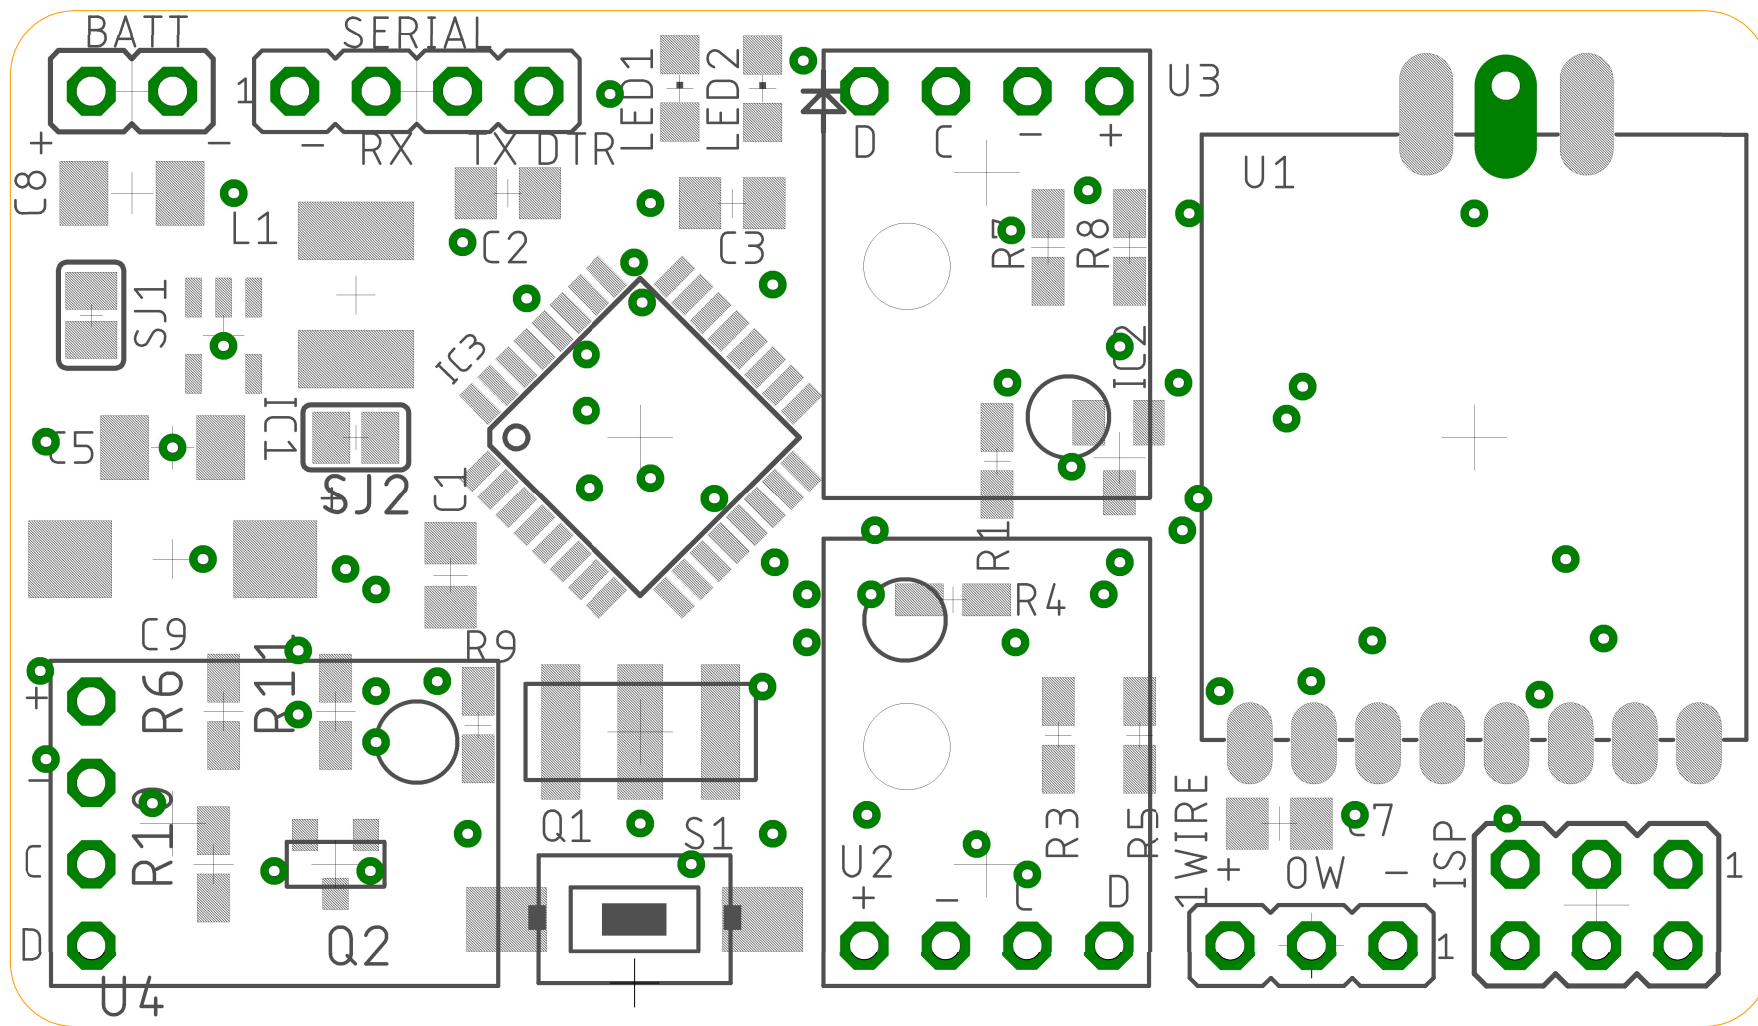 BATT
SERIAL
1
+
-
-
RX
TX
DTR
LED1
LED2
D
C
-
+
U3
U1
C8
L1
C2
C3
R7
R8
SJ1
IC3
IC2
IC1
C5
SJ2
+
C1
R1
R4
C9
R9
R6
R11
+
-
C
D
U4
Q2
Q1
S1
U2
+
-
D
R3
R5
1WIRE
+
OW
-
1
C7
ISP
1